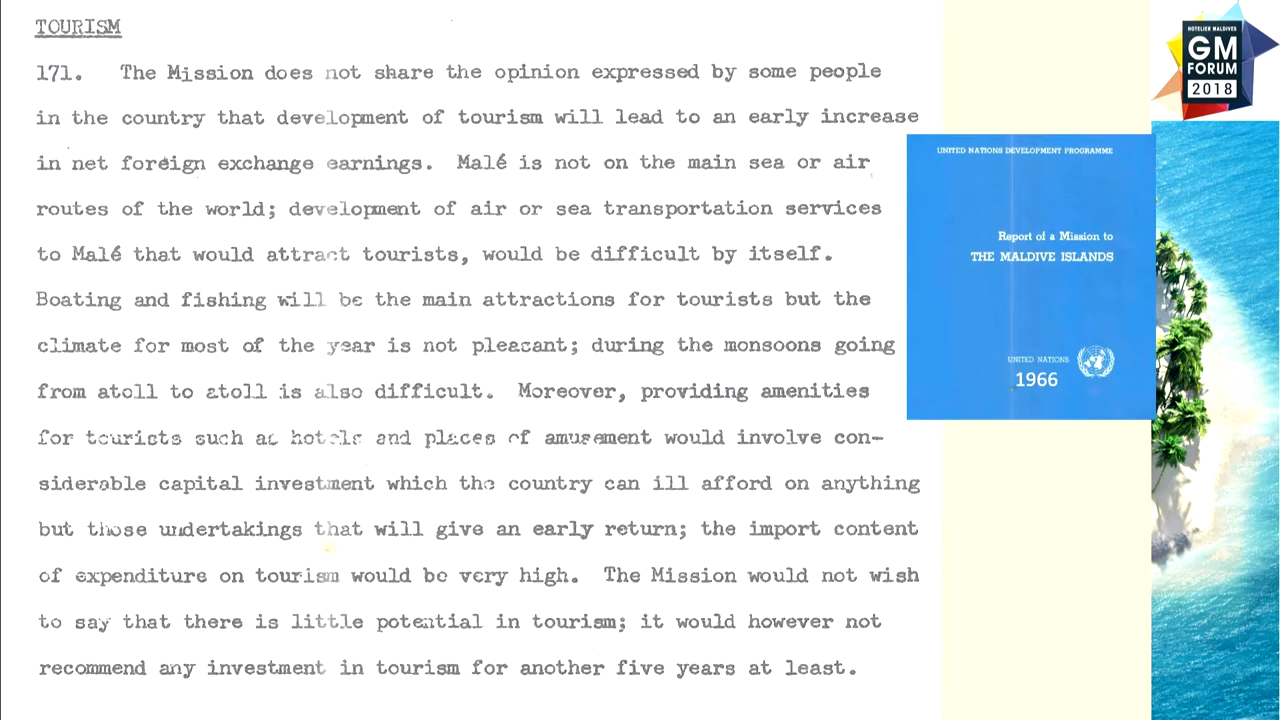 TOURISM
171. The Mission does not share the opinion expressed by some people
in the country that development of tourism will lead to an early increase
in net foreign exchange earnings. Malé is not on the main sea or air
routes of the world; development of air or sea transportation services
to Malé that would attract tourists, would be difficult by itself.
Boating and fishing will be the main attractions for tourists but the
climate for most of the year is not pleasant; during the monsoons going
from atoll to atoll is also difficult. Moreover, providing amenities
for tourists such as hotels and places of amusement would involve con-
siderable capital investment which the country can ill afford on anything
but those undertakings that will give an early return; the import content
of expenditure on tourism would be very high. The Mission would not wish
to say that there is little potential in tourism; it would however not
recommend any investment in tourism for another five years at least.
HOTELIER MALDIVES
GM
FORUM
2018
UNITED NATIONS DEVELOPMENT PROGRAMME
Report of a Mission to
THE MALDIVE ISLANDS
UNITED NATIONS
1966